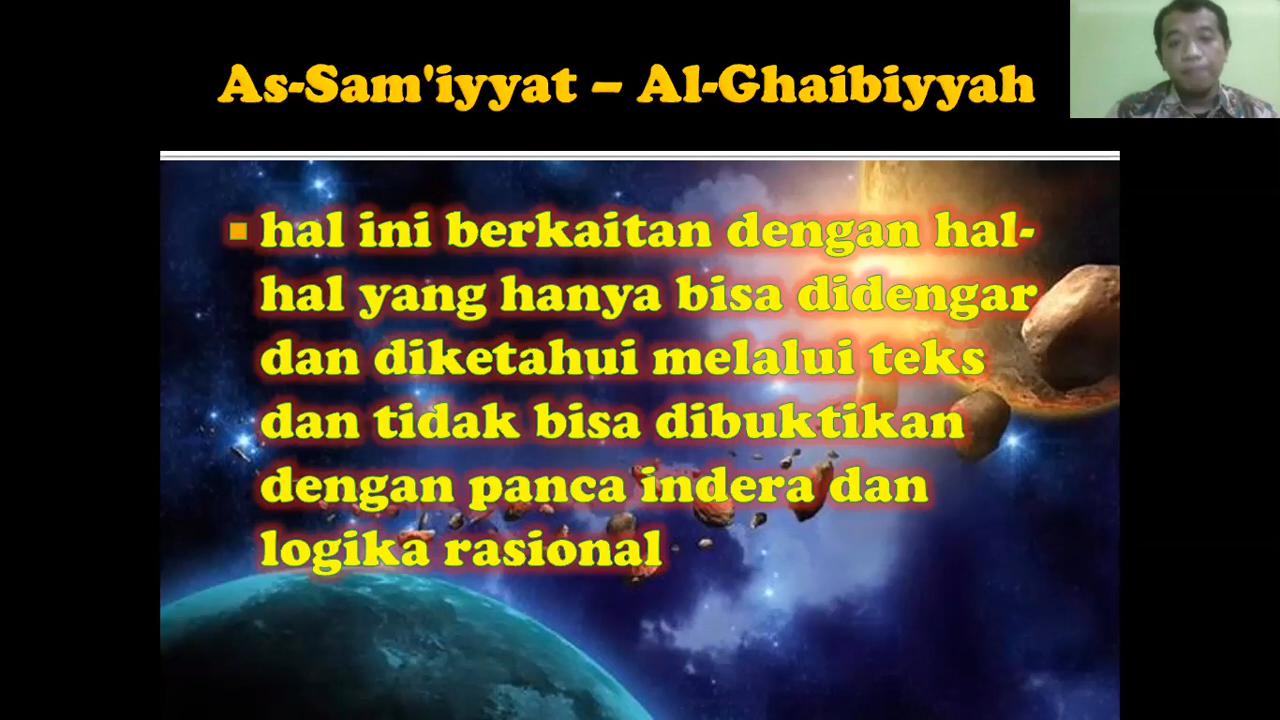 As-Sam'iyyat – Al-Ghaibiyyah
▪ hal ini berkaitan dengan hal-
hal yang hanya bisa didengar
dan diketahui melalui teks
dan tidak bisa dibuktikan
dengan panca indera dan
logika rasional